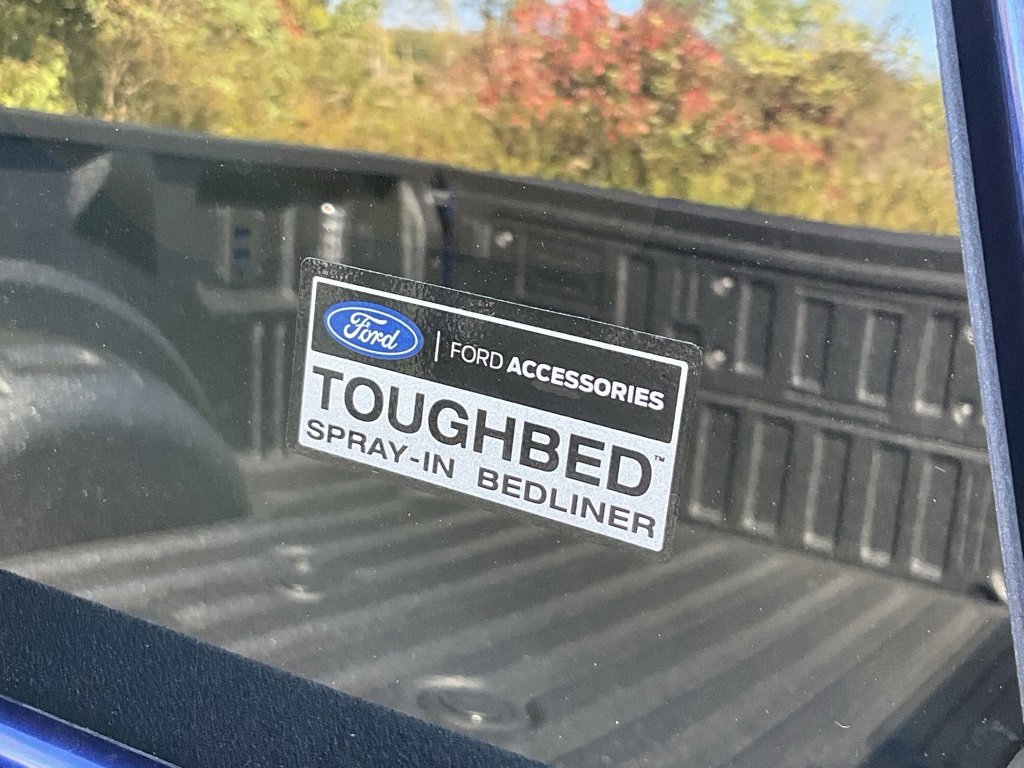 Ford | FORD ACCESSORIES
TOUGHBED™
SPRAY-IN BEDLINER